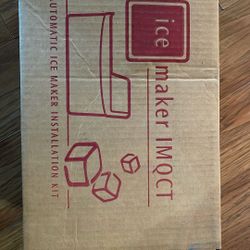 ice maker IMQCT
AUTOMATIC ICE MAKER INSTALLATION KIT